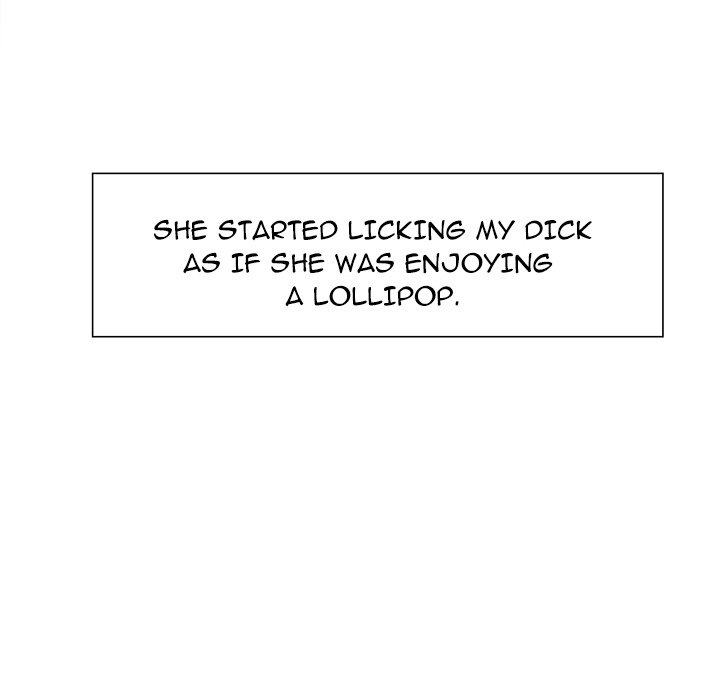 SHE STARTED LICKING MY DICK
AS IF SHE WAS ENJOYING
A LOLLIPOP.